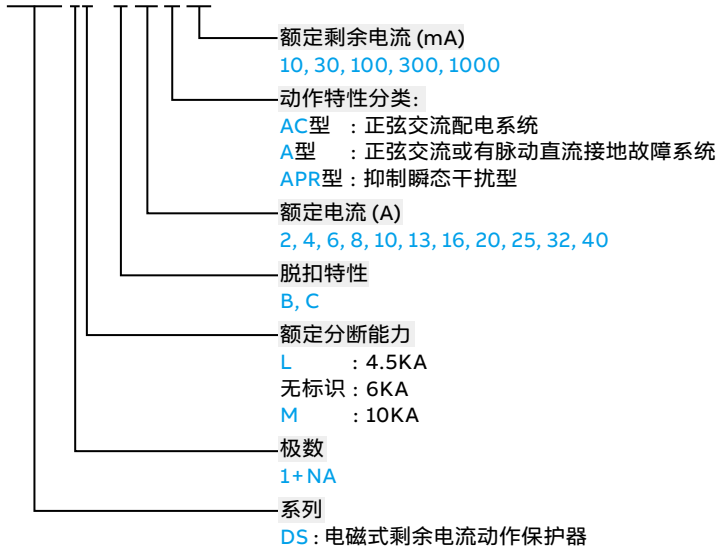 额定剩余电流 (mA)
10, 30, 100, 300, 1000
动作特性分类:
AC型 : 正弦交流配电系统
A型 : 正弦交流或有脉动直流接地故障系统
APR型 : 抑制瞬态干扰型
额定电流 (A)
2, 4, 6, 8, 10, 13, 16, 20, 25, 32, 40
脱扣特性
B, C
额定分断能力
L : 4.5KA
无标识 : 6KA
M : 10KA
极数
1+NA
系列
DS : 电磁式剩余电流动作保护器